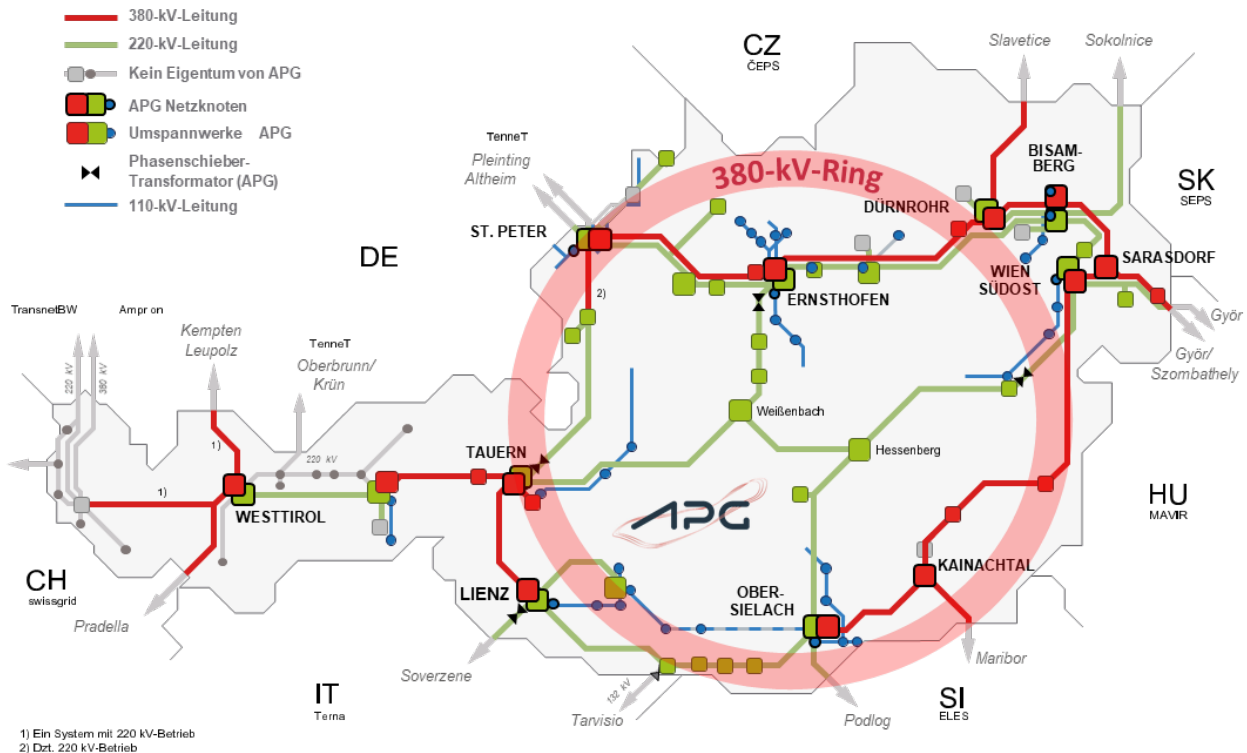 380-kV-Leitung
220-kV-Leitung
Kein Eigentum von APG
APG Netzknoten
Umspannwerke APG
Phasenschieber-
Transformator (APG)
110-kV-Leitung
CZ
ČEPS
Slavetice
Sokolnice
TenneT
Pleinting
Altheim
380-kV-Ring
BISAM-
BERG
SK
SEPS
DÜRNROHR
ST. PETER
DE
SARASDORF
WIEN
SÜDOST
ERNSTHOFEN
2)
Györ
Györ/
Szombathely
TransnetBW
Amprion
Kempten
Leupolz
TenneT
Oberbrunn/
Krün
220 kV
380 kV
Weißenbach
1)
220 kV
TAUERN
Hessenberg
1)
WESTTIROL
APG
HU
MAVIR
CH
swissgrid
LIENZ
OBER-
SIELACH
KAINACHTAL
Pradella
Soverzene
Maribor
IT
Terna
132 kV
Tarvisio
Podlog
SI
ELES
1) Ein System mit 220 kV-Betrieb
2) Dzt. 220 kV-Betrieb